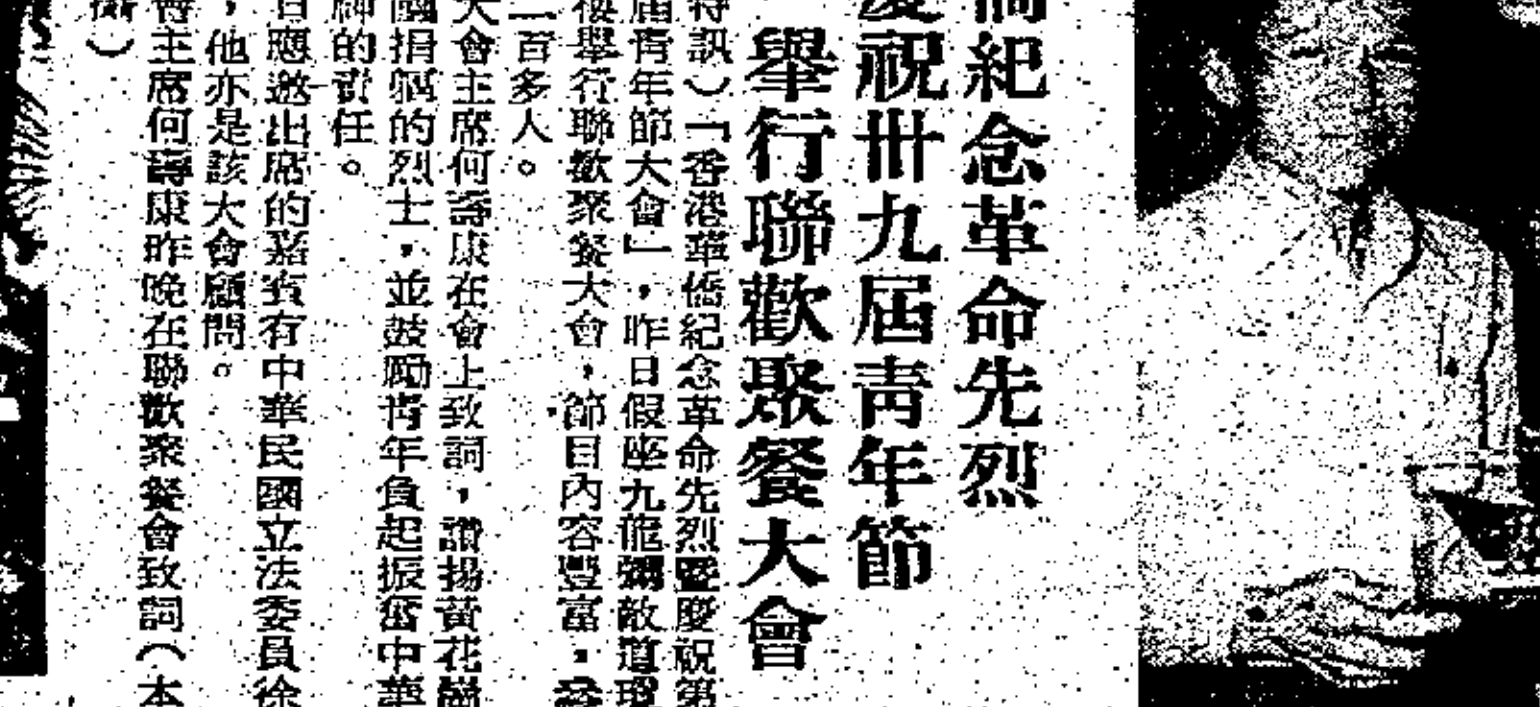 紀念革命先烈
慶祝卅九屆青年節
舉行聯歡聚餐大會
特訊）「香港華僑紀念革命先烈暨慶祝第
屆青年節大會」，昨日假座九龍彌敦道瓊
樓舉行聯歡聚餐大會，節目內容豐富，參
一百多人。
大會主席何壽康在會上致詞，讚揚黃花崗
國捐軀的烈士，並鼓勵青年負起振奮中華
神的責任。
日應邀出席的嘉賓有中華民國立法委員徐
，他亦是該大會顧問。
會主席何壽康昨晚在聯歡聚餐會致詞（本
攝）